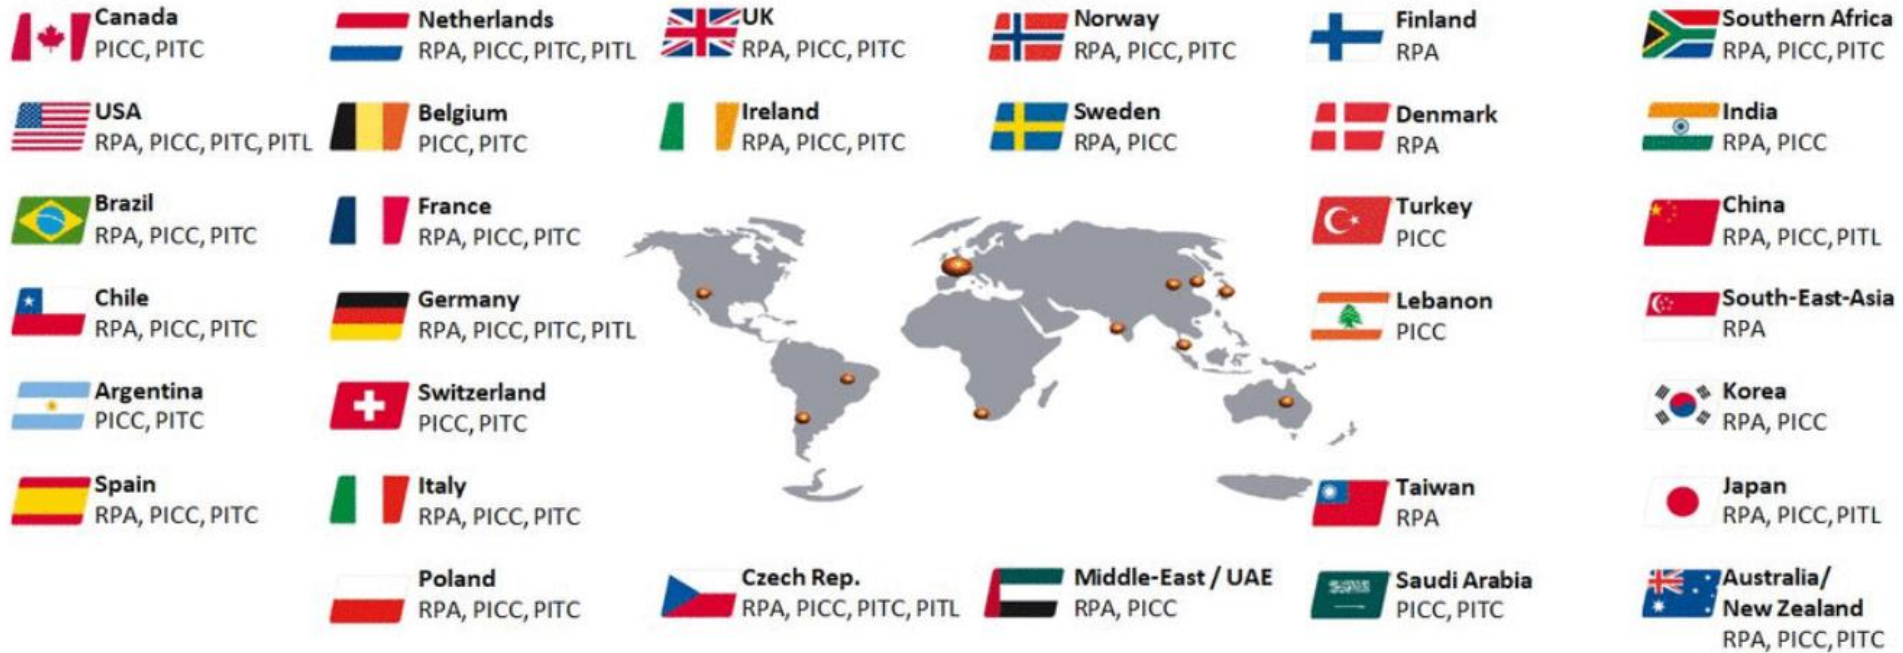 Canada
PICC, PITC
Netherlands
RPA, PICC, PITC, PITL
UK
RPA, PICC, PITC
Norway
RPA, PICC, PITC
Finland
RPA
Southern Africa
RPA, PICC, PITC
USA
RPA, PICC, PITC, PITL
Belgium
PICC, PITC
Ireland
RPA, PICC, PITC
Sweden
RPA, PICC
Denmark
RPA
India
RPA, PICC
Brazil
RPA, PICC, PITC
France
RPA, PICC, PITC
Turkey
PICC
China
RPA, PICC, PITL
Chile
RPA, PICC, PITC
Germany
RPA, PICC, PITC, PITL
Lebanon
PICC
South-East-Asia
RPA
Argentina
PICC, PITC
Switzerland
PICC, PITC
Korea
RPA, PICC
Spain
RPA, PICC, PITC
Italy
RPA, PICC, PITC
Taiwan
RPA
Japan
RPA, PICC, PITL
Poland
RPA, PICC, PITC
Czech Rep.
RPA, PICC, PITC, PITL
Middle-East / UAE
RPA, PICC
Saudi Arabia
PICC, PITC
Australia/
New Zealand
RPA, PICC, PITC